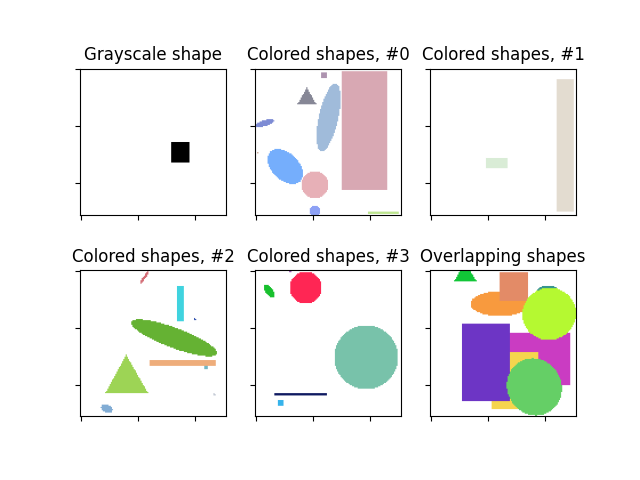 Grayscale shape
Colored shapes, #0
Colored shapes, #1
Colored shapes, #2
Colored shapes, #3
Overlapping shapes